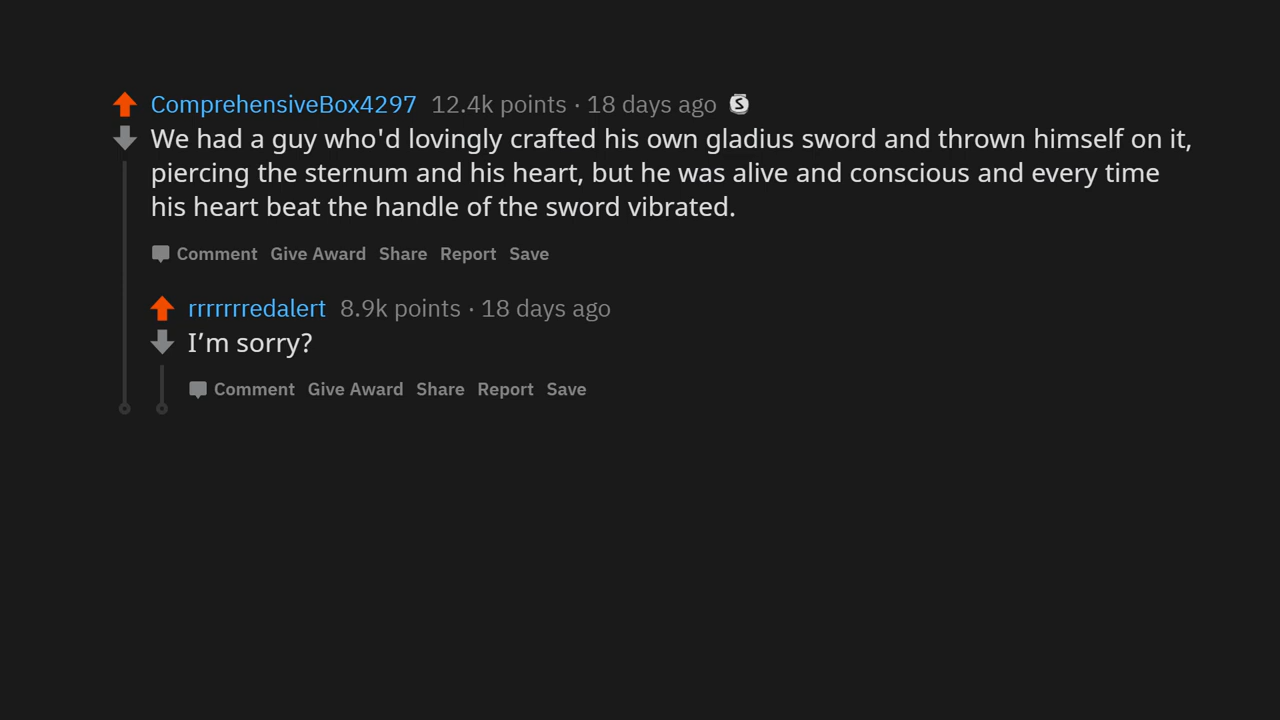 ComprehensiveBox4297 12.4k points · 18 days ago S
We had a guy who'd lovingly crafted his own gladius sword and thrown himself on it,
piercing the sternum and his heart, but he was alive and conscious and every time
his heart beat the handle of the sword vibrated.
Comment Give Award Share Report Save
rrrrrrredalert 8.9k points · 18 days ago
I’m sorry?
Comment Give Award Share Report Save